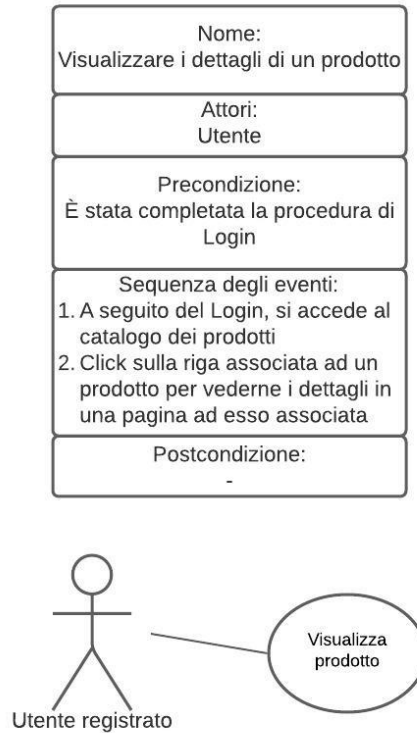 Nome:
Visualizzare i dettagli di un prodotto
Attori:
Utente
Precondizione:
È stata completata la procedura di
Login
Sequenza degli eventi:
1. A seguito del Login, si accede al
catalogo dei prodotti
2. Click sulla riga associata ad un
prodotto per vederne i dettagli in
una pagina ad esso associata
Postcondizione:
-
Visualizza
prodotto
Utente registrato